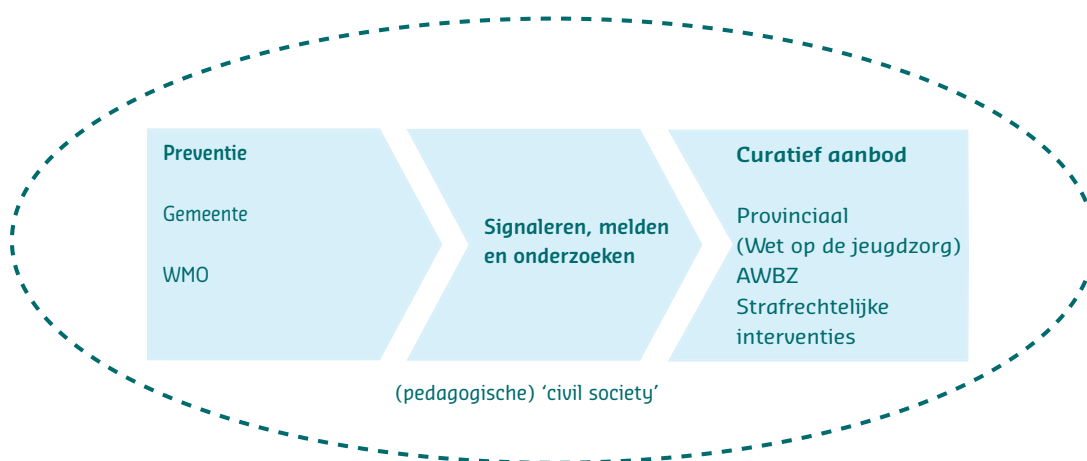 Preventie
Gemeente
WMO
Signaleren, melden
en onderzoeken
Curatief aanbod
Provinciaal
(Wet op de jeugdzorg)
AWBZ
Strafrechtelijke
interventies
(pedagogische) ‘civil society’